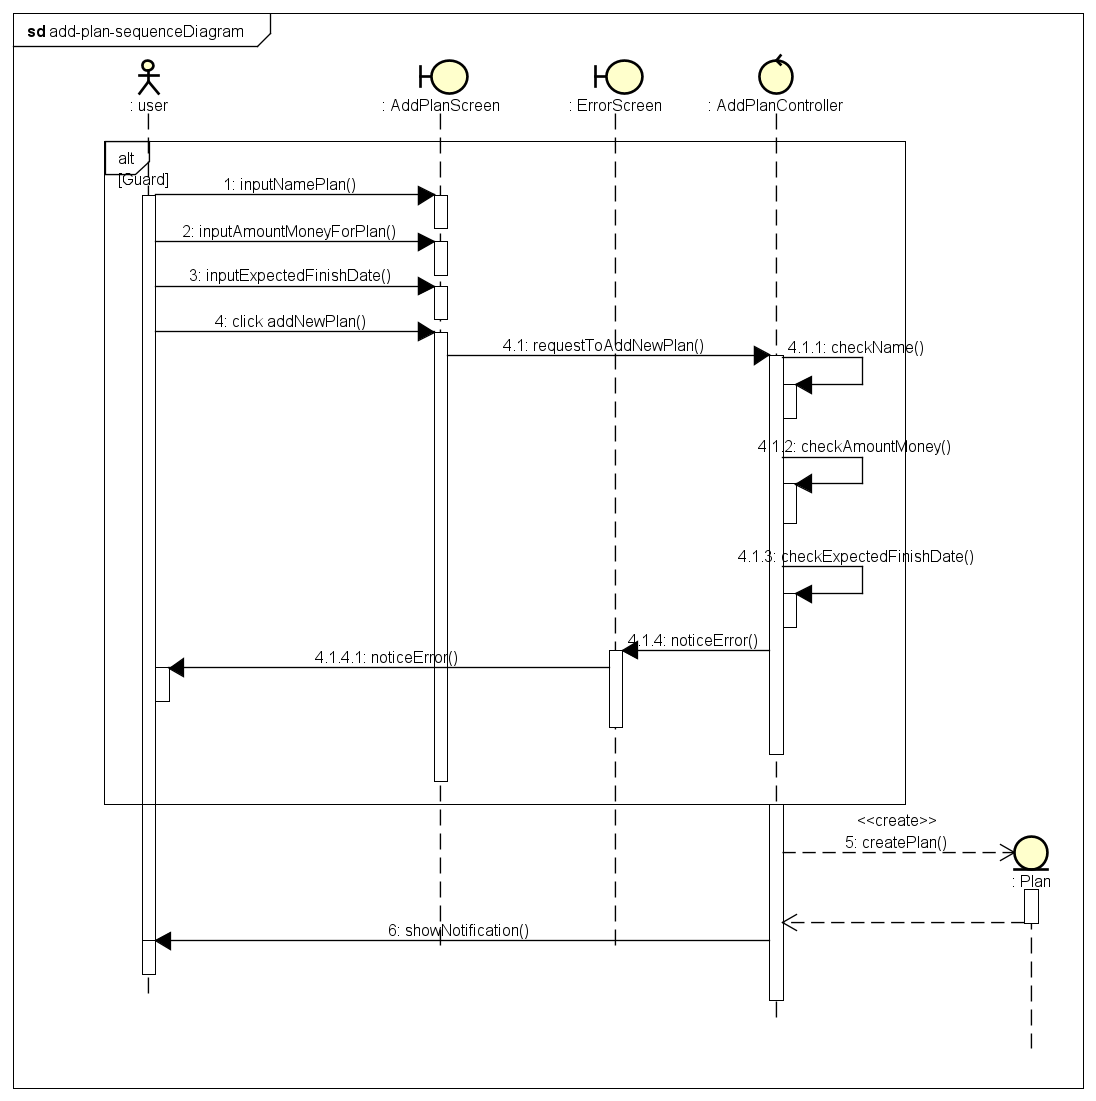 sd add-plan-sequenceDiagram
: user
: AddPlanScreen
: ErrorScreen
: AddPlanController
alt
[Guard]
1: inputNamePlan()
2: inputAmountMoneyForPlan()
3: inputExpectedFinishDate()
4: click addNewPlan()
4.1: requestToAddNewPlan()
4.1.1: checkName()
4.1.2: checkAmountMoney()
4.1.3: checkExpectedFinishDate()
4.1.4: noticeError()
4.1.4.1: noticeError()
<<create>>
5: createPlan()
: Plan
6: showNotification()